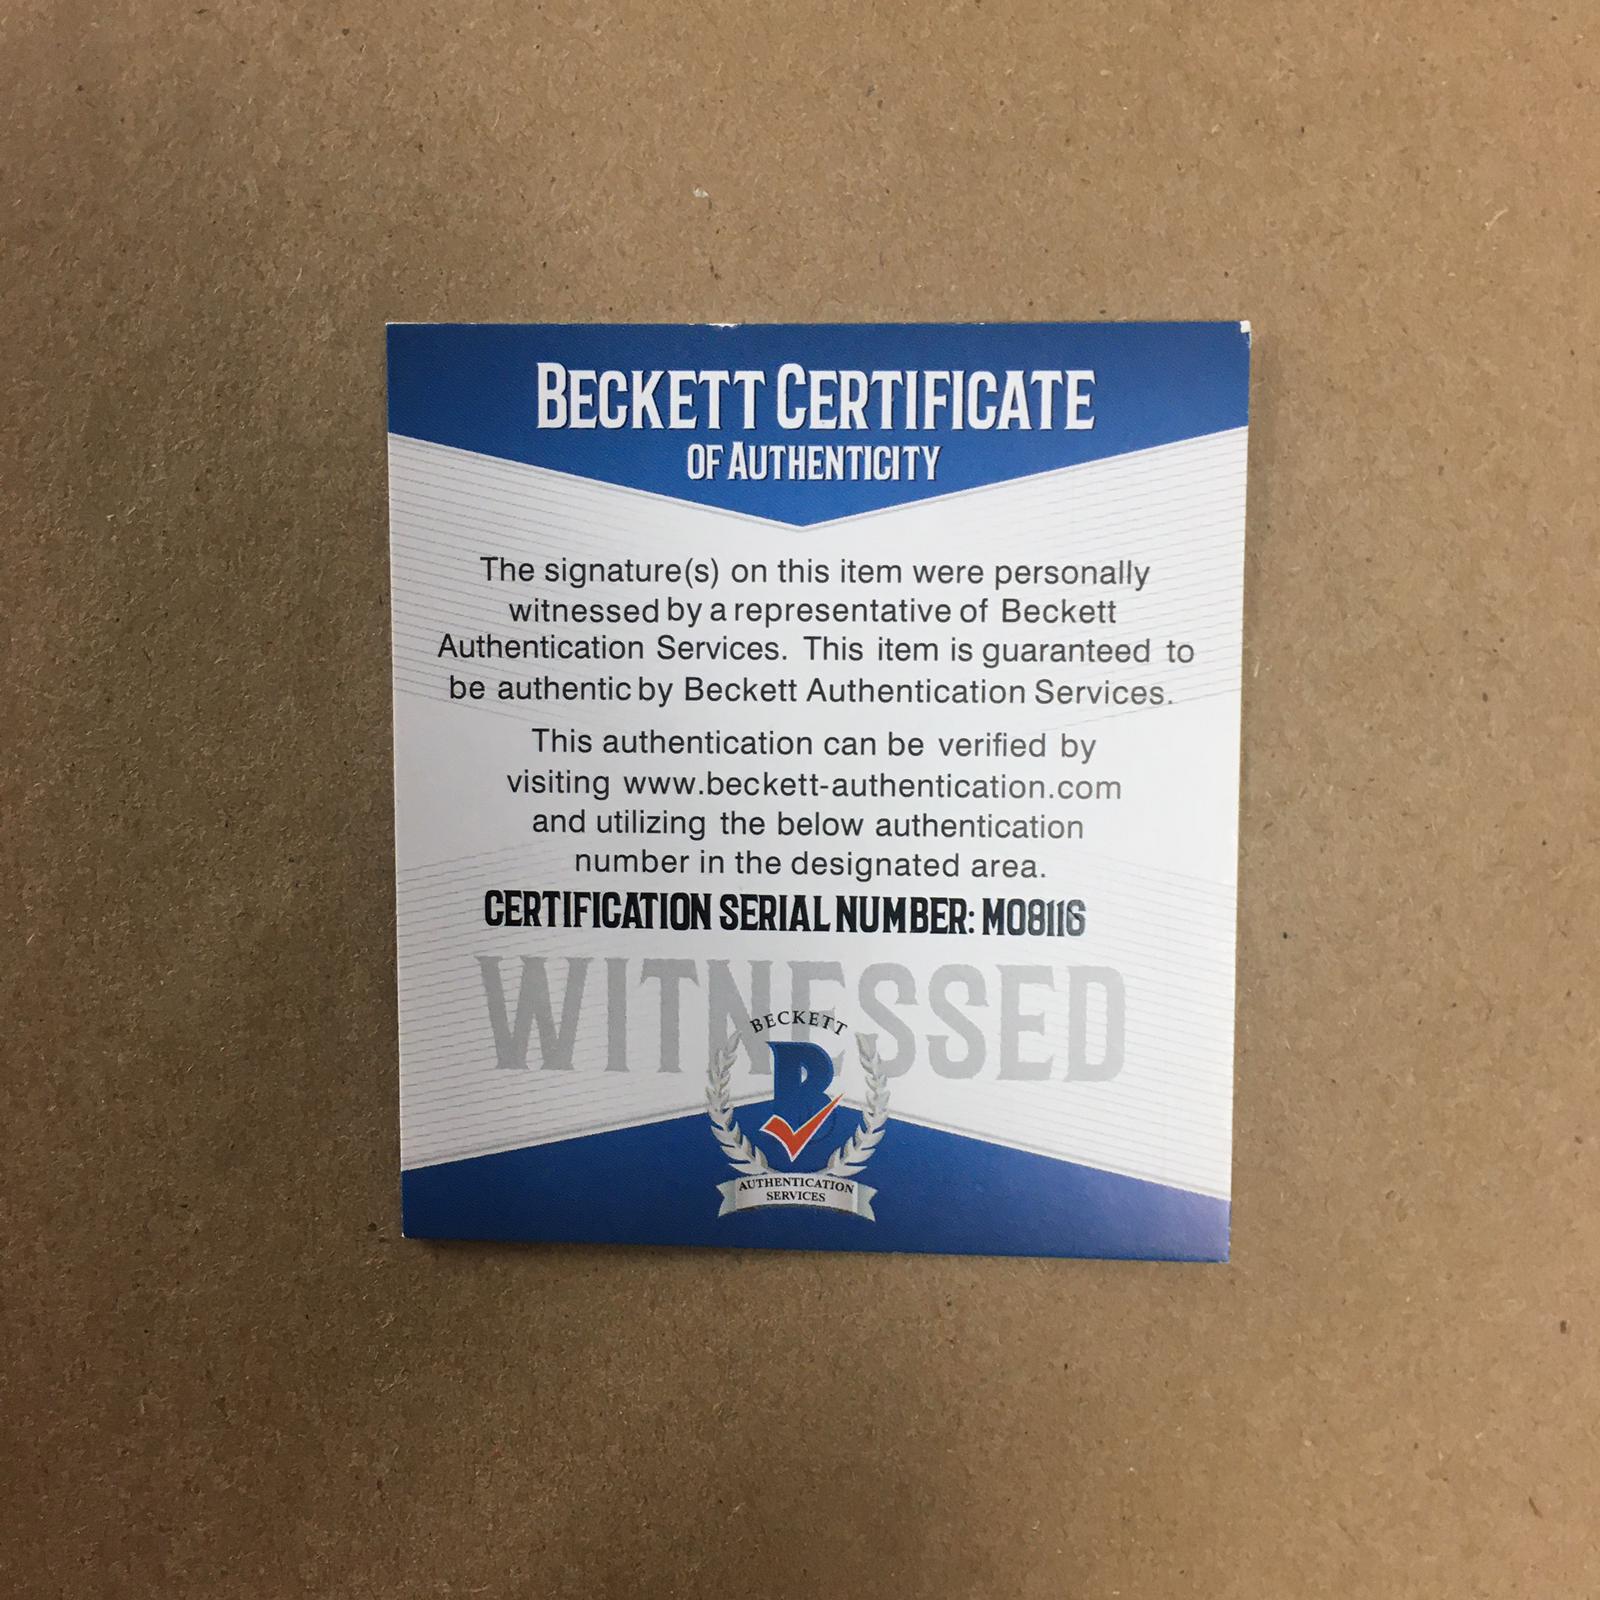 BECKETT CERTIFICATE
OF AUTHENTICITY
The signature(s) on this item were personally
witnessed by a representative of Beckett
Authentication Services. This item is guaranteed to
be authentic by Beckett Authentication Services.
This authentication can be verified by
visiting www.beckett-authentication.com
and utilizing the below authentication
number in the designated area.
CERTIFICATION SERIAL NUMBER: M08116
WITNESSED
BECKETT
B
AUTHENTICATION
SERVICES